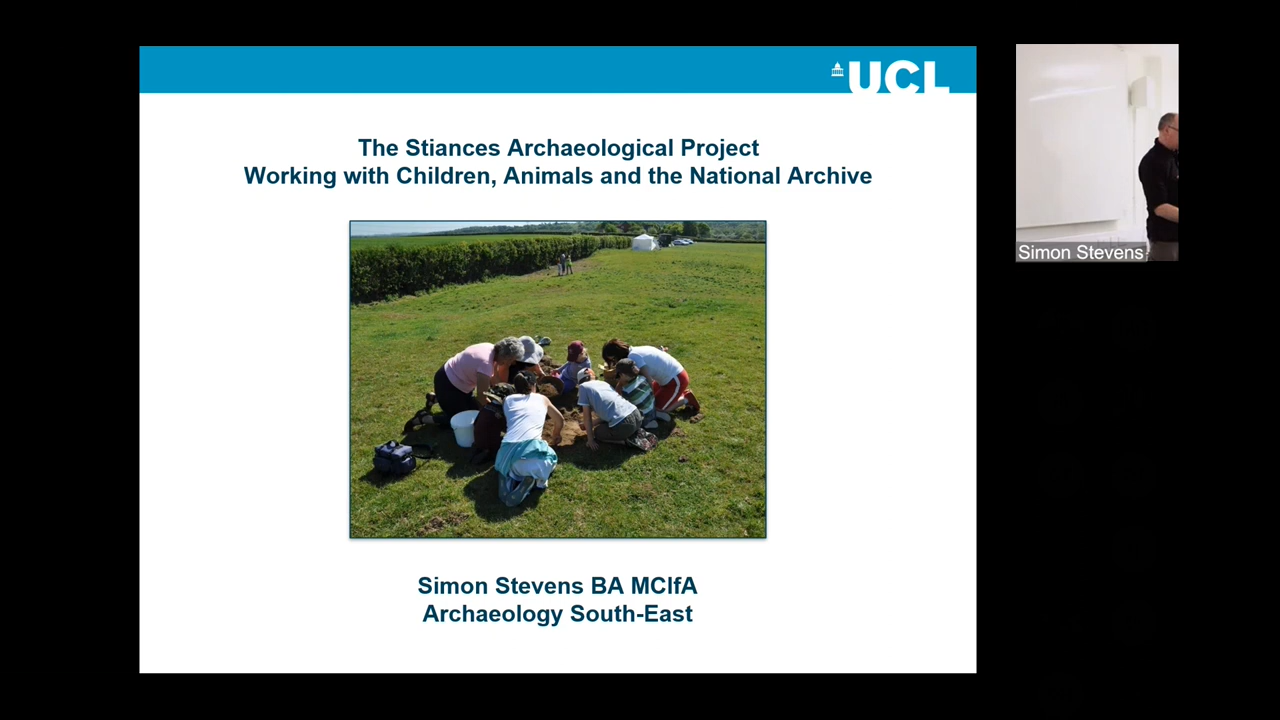 UCL
The Stiances Archaeological Project
Working with Children, Animals and the National Archive
Simon Stevens BA MCIfA
Archaeology South-East
Simon Stevens